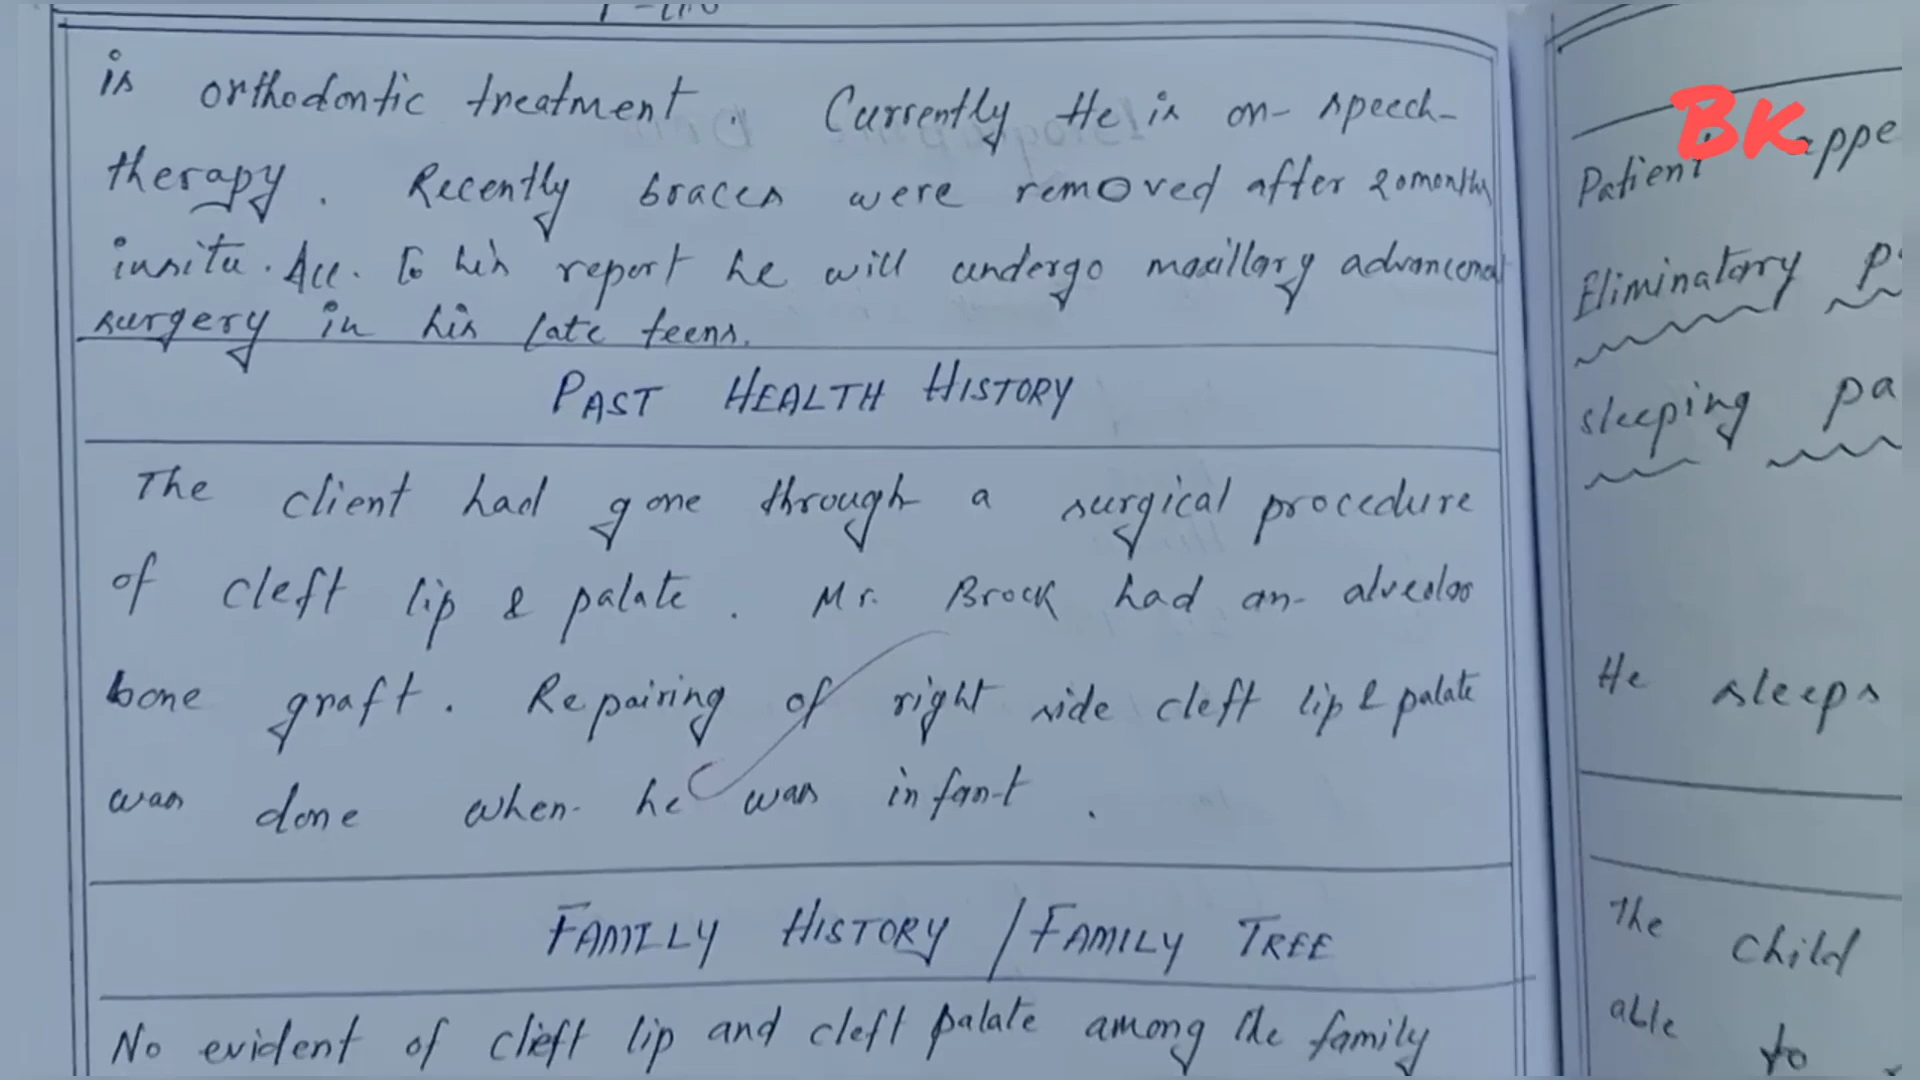 is orthodontic treatment. Currently He is on speech-
therapy. Recently braces were removed after 20 months
insitu. Acc. to his report he will undergo maxillary
surgery in his late teens.
PAST HEALTH HISTORY
The client had gone through a surgical procedure
of cleft lip & palate. Mr. Brock had an alveolar
bone graft. Repairing of right side cleft lip & palate
was done when he was infant.
FAMILY HISTORY / FAMILY TREE
No evident of cleft lip and cleft palate among the family
BK
Patient appe
Eliminatory p
sleeping pa
He sleeps
The child
able to